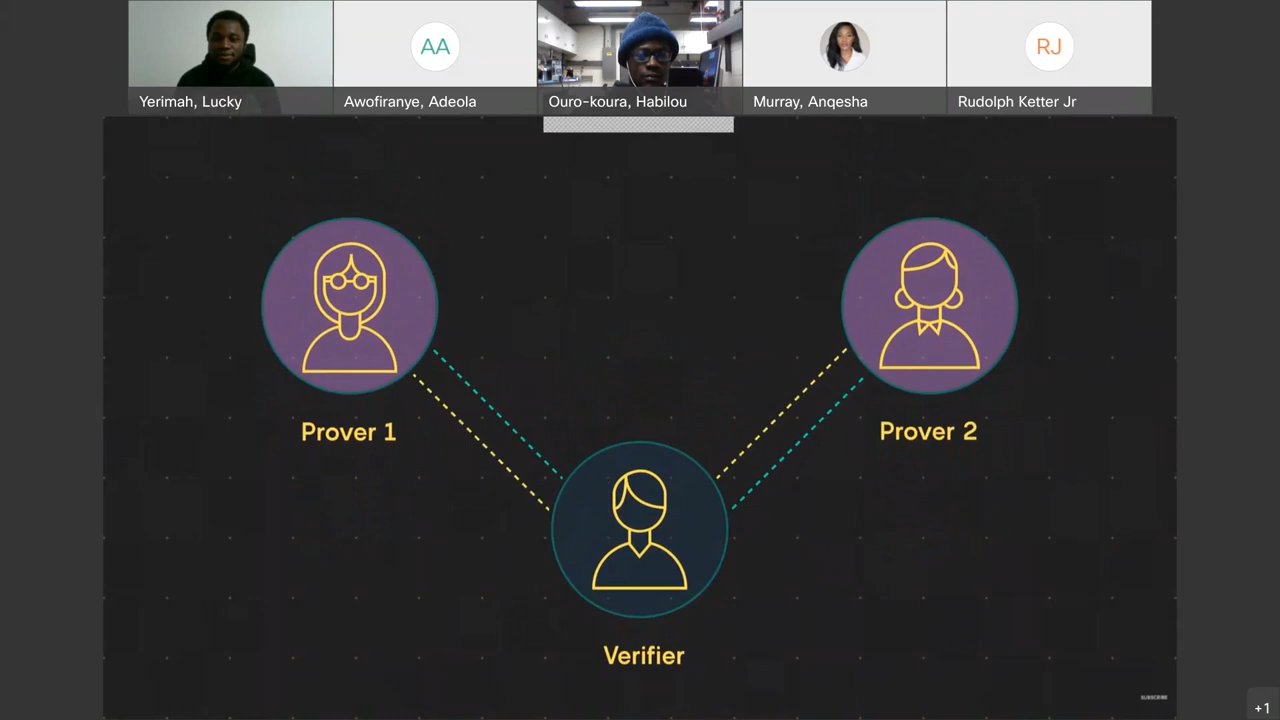 AA
RJ
Yerimah, Lucky
Awofiranye, Adeola
Ouro-koura, Habilou
Murray, Anqesha
Rudolph Ketter Jr
Prover 1
Prover 2
Verifier
SUBSCRIBE
+1